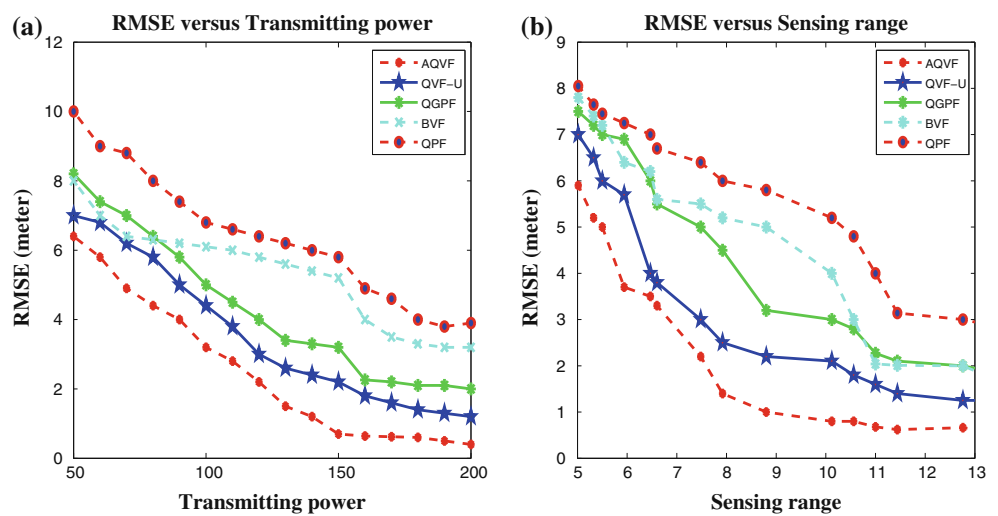 (a)
RMSE versus Transmitting power
12
10
8
6
4
2
0
RMSE (meter)
50
100
150
200
Transmitting power
AQVF
QVF-U
QGPF
BVF
QPF
(b)
RMSE versus Sensing range
9
8
7
6
5
4
3
2
1
0
RMSE (meter)
5
6
7
8
9
10
11
12
13
Sensing range
AQVF
QVF-U
QGPF
BVF
QPF